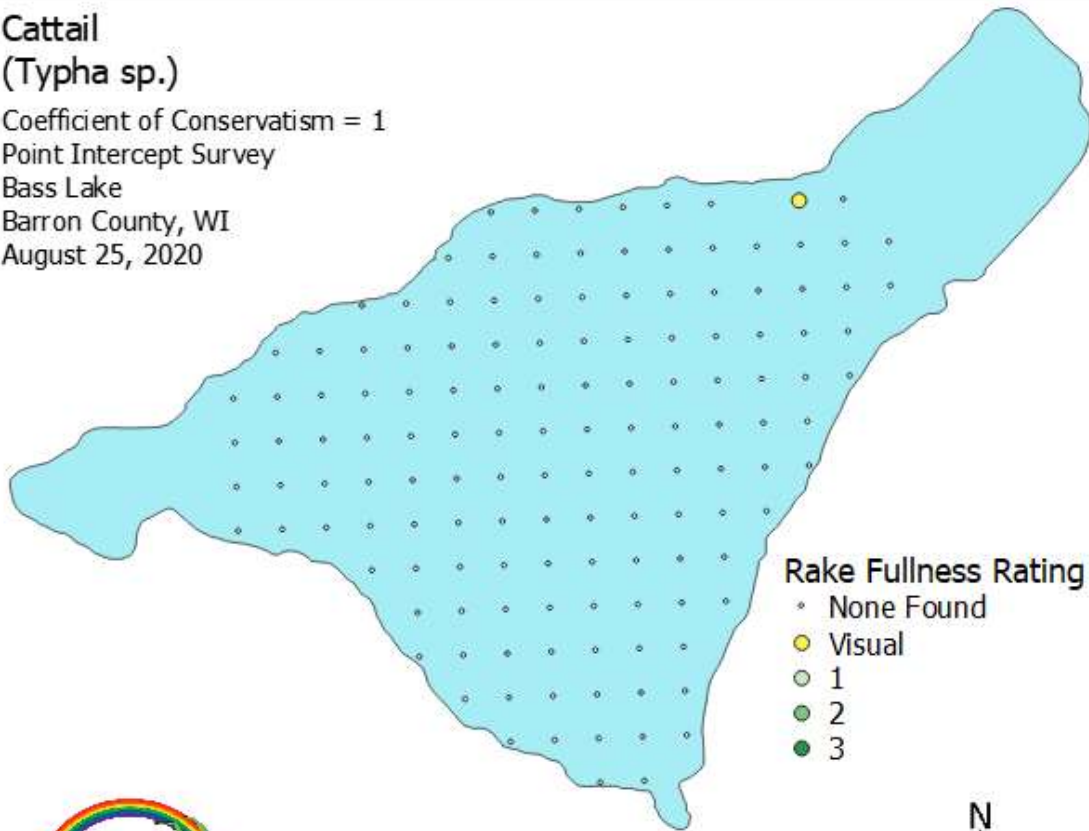 Cattail
(Typha sp.)
Coefficient of Conservatism = 1
Point Intercept Survey
Bass Lake
Barron County, WI
August 25, 2020
Rake Fullness Rating
None Found
Visual
1
2
3
N